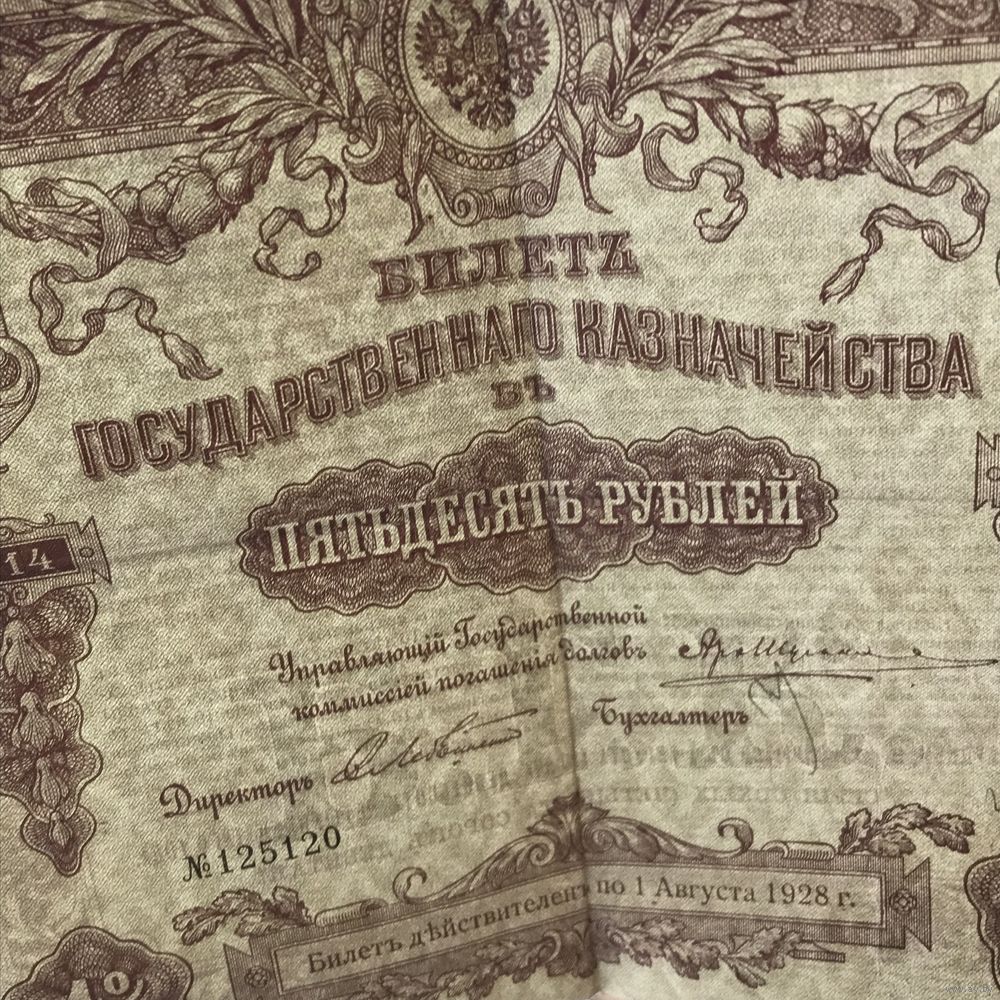 БИЛЕТЪ
ГОСУДАРСТВЕННАГО КАЗНАЧЕЙСТВА
ВЪ
ПЯТЬДЕСЯТЪ РУБЛЕЙ
14
Управляющій Государственной
коммиссіей погашенія долговъ
Бухгалтеръ
Директоръ
№125120
Билетъ дѣйствителенъ по 1 Августа 1928 г.